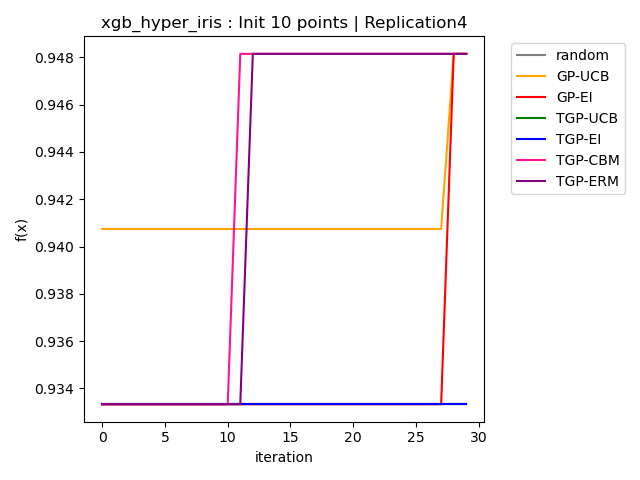 xgb_hyper_iris : Init 10 points | Replication4
f(x)
0.948
0.946
0.944
0.942
0.940
0.938
0.936
0.934
0
5
10
15
20
25
30
iteration
random
GP-UCB
GP-EI
TGP-UCB
TGP-EI
TGP-CBM
TGP-ERM